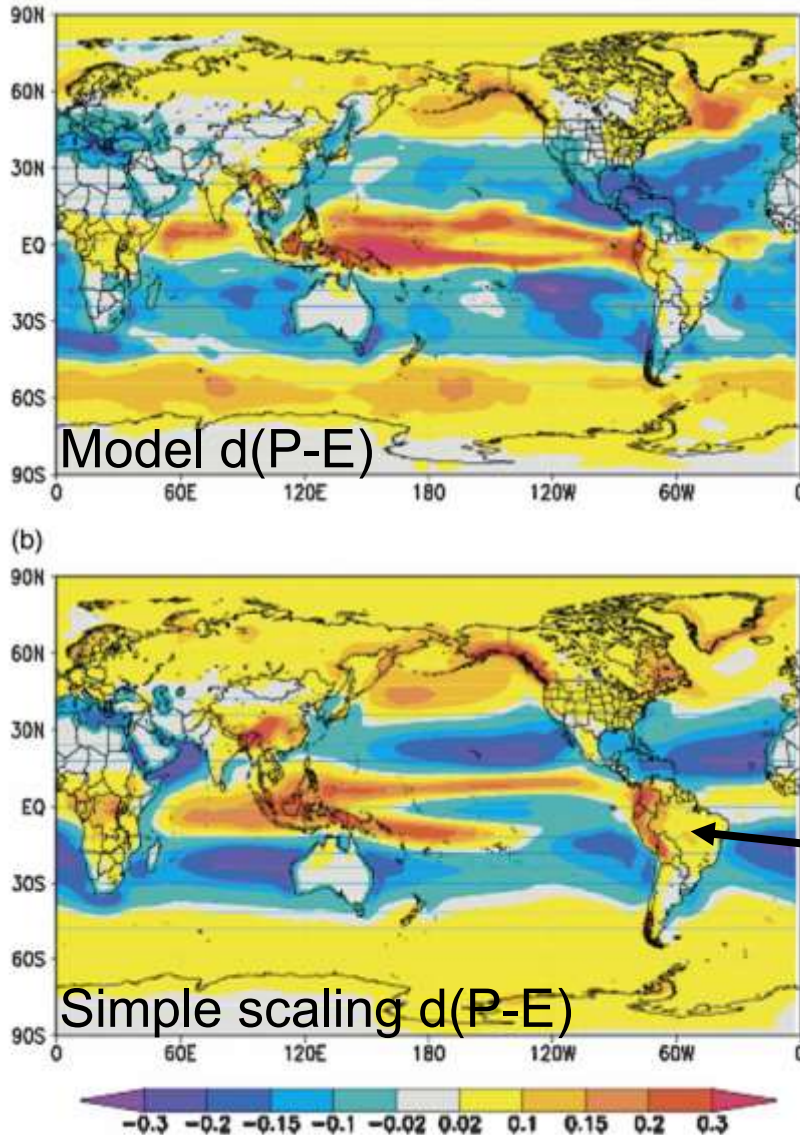 90N
60N
30N
EQ
30S
60S
Model d(P-E)
90S
0 60E 120E 180 120W 60W 0
(b)
90N
60N
30N
EQ
30S
60S
Simple scaling d(P-E)
90S
0 60E 120E 180 120W 60W 0
-0.3 -0.2 -0.15 -0.1 -0.02 0.02 0.1 0.15 0.2 0.3